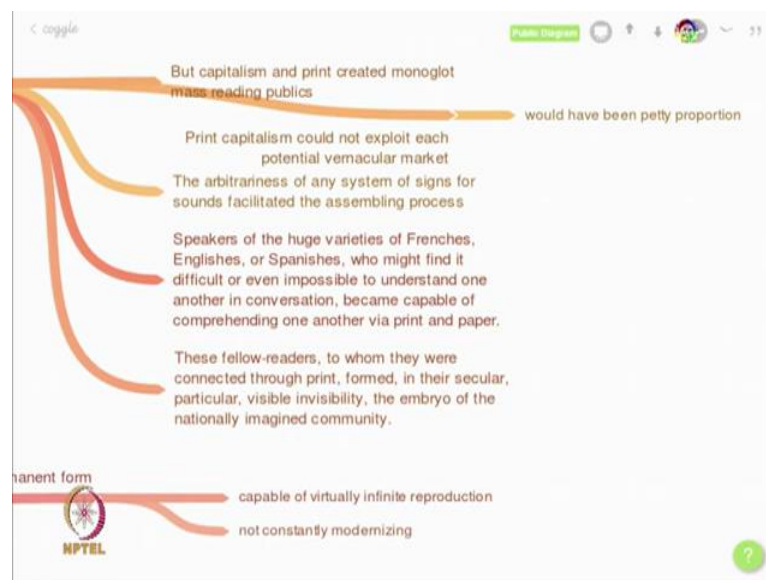 coggle
Public Diagram
But capitalism and print created monoglot
mass reading publics
would have been petty proportion
Print capitalism could not exploit each
potential vernacular market
The arbitrariness of any system of signs for
sounds facilitated the assembling process
Speakers of the huge varieties of Frenches,
Englishes, or Spanishes, who might find it
difficult or even impossible to understand one
another in conversation, became capable of
comprehending one another via print and paper.
These fellow-readers, to whom they were
connected through print, formed, in their secular,
particular, visible invisibility, the embryo of the
nationally imagined community.
nanent form
capable of virtually infinite reproduction
not constantly modernizing
NPTEL
?